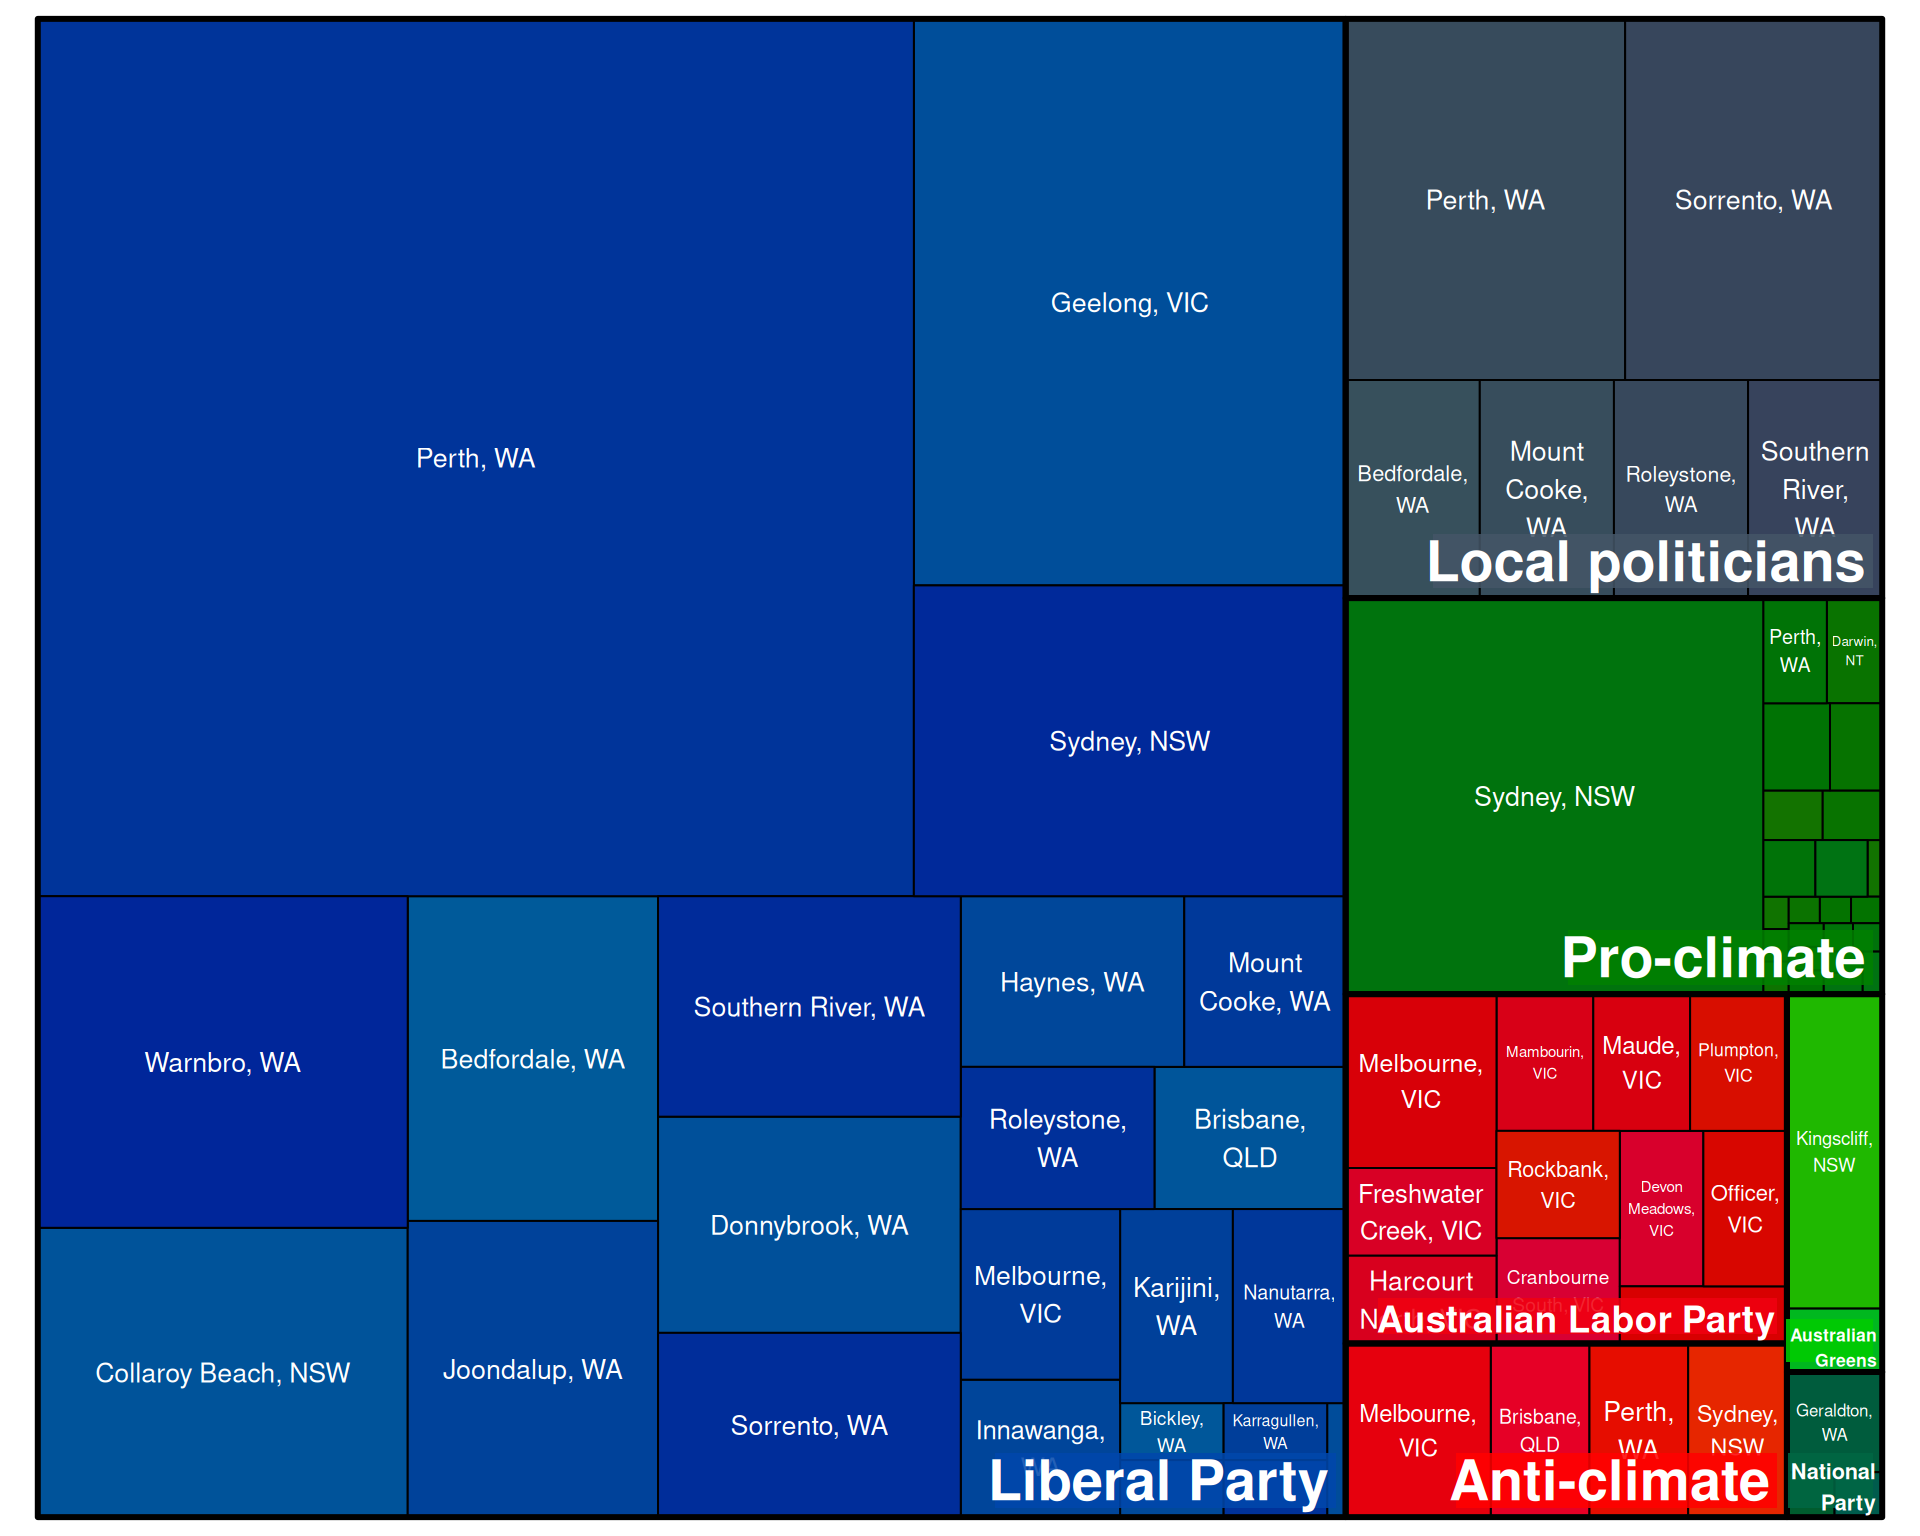 Perth, WA
Geelong, VIC
Sydney, NSW
Warnbro, WA
Collaroy Beach, NSW
Bedfordale, WA
Joondalup, WA
Southern River, WA
Donnybrook, WA
Sorrento, WA
Haynes, WA
Mount
Cooke, WA
Roleystone,
WA
Brisbane,
QLD
Melbourne,
VIC
Karijini,
WA
Nanutarra,
WA
Innawanga,
WA
Bickley,
WA
Karragullen,
WA
Liberal Party
Perth, WA
Sorrento, WA
Bedfordale,
WA
Mount
Cooke,
WA
Roleystone,
WA
Southern
River,
WA
Local politicians
Sydney, NSW
Perth,
WA
Darwin,
NT
Pro-climate
Melbourne,
VIC
Mambourin,
VIC
Maude,
VIC
Plumpton,
VIC
Freshwater
Creek, VIC
Rockbank,
VIC
Devon
Meadows,
VIC
Officer,
VIC
Harcourt
Cranbourne
South, VIC
Australian Labor Party
Kingscliff,
NSW
Australian
Greens
Melbourne,
VIC
Brisbane,
QLD
Perth,
WA
Sydney,
NSW
Anti-climate
Geraldton,
WA
National
Party